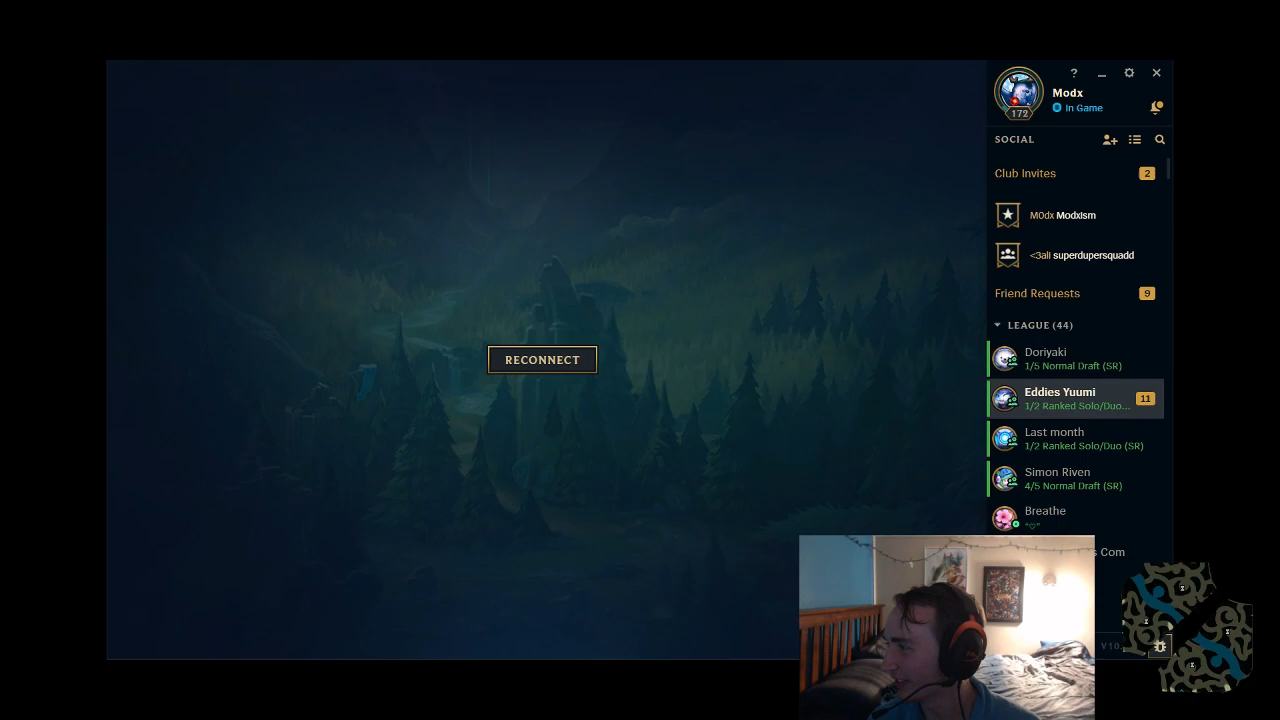 ?
Modx
In Game
172
SOCIAL
Club Invites
2
M0dx Modxism
<3ali superdupersquadd
Friend Requests
9
LEAGUE (44)
Doriyaki
1/5 Normal Draft (SR)
Eddies Yuumi
1/2 Ranked Solo/Duo...
11
RECONNECT
Last month
1/2 Ranked Solo/Duo (SR)
Simon Riven
4/5 Normal Draft (SR)
Breathe
"♡"
s Com
V10.